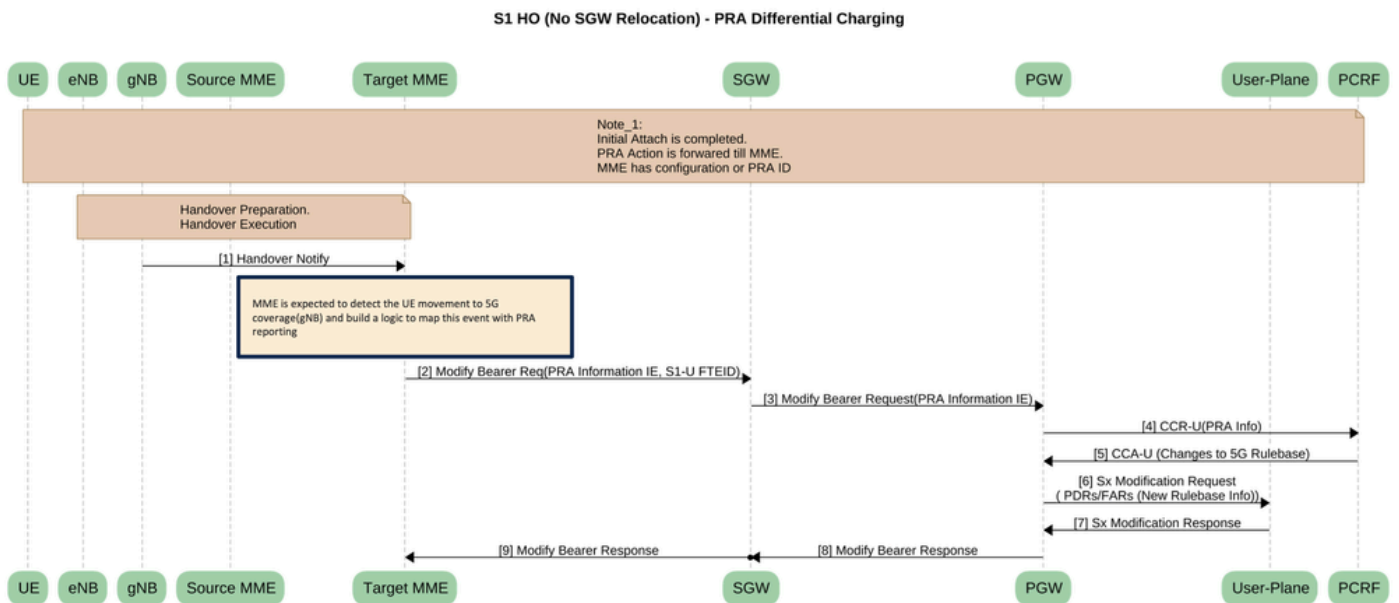 S1 HO (No SGW Relocation) - PRA Differential Charging
UE eNB gNB Source MME Target MME SGW PGW User-Plane PCRF
Note_1:
Initial Attach is completed.
PRA Action is forwared till MME.
MME has configuration or PRA ID
Handover Preparation.
Handover Execution
[1] Handover Notify
MME is expected to detect the UE movement to 5G
coverage(gNB) and build a logic to map this event with PRA
reporting
[2] Modify Bearer Req(PRA Information IE, S1-U FTEID)
[3] Modify Bearer Request(PRA Information IE)
[4] CCR-U(PRA Info)
[5] CCA-U (Changes to 5G Rulebase)
[6] Sx Modification Request
( PDRs/FARs (New Rulebase Info))
[7] Sx Modification Response
[9] Modify Bearer Response [8] Modify Bearer Response
UE eNB gNB Source MME Target MME SGW PGW User-Plane PCRF